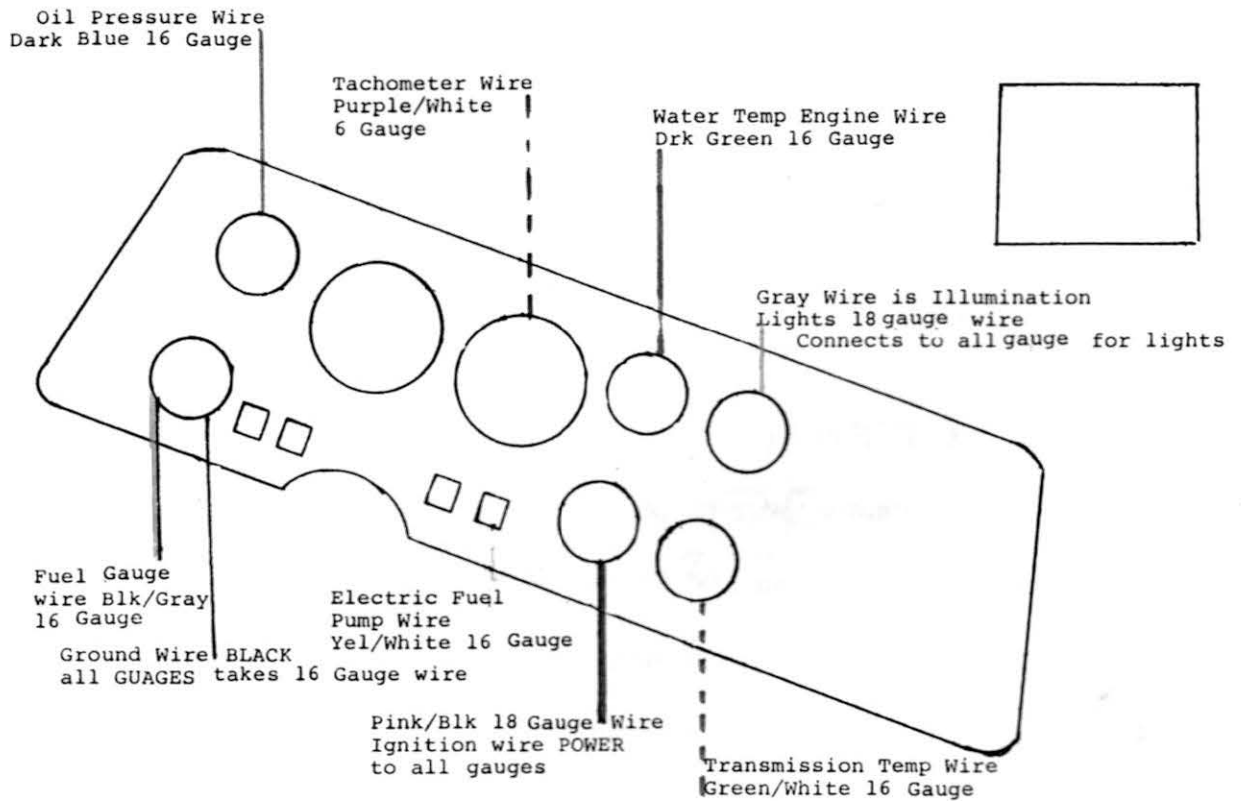 Oil Pressure Wire
Dark Blue 16 Gauge
Tachometer Wire
Purple/White
6 Gauge
Water Temp Engine Wire
Drk Green 16 Gauge
Gray Wire is Illumination
Lights 18 gauge wire
Connects to all gauge for lights
Fuel Gauge
wire Blk/Gray
16 Gauge
Ground Wire BLACK
all GUAGES takes 16 Gauge wire
Electric Fuel
Pump Wire
Yel/White 16 Gauge
Pink/Blk 18 Gauge Wire
Ignition wire POWER
to all gauges
Transmission Temp Wire
Green/White 16 Gauge